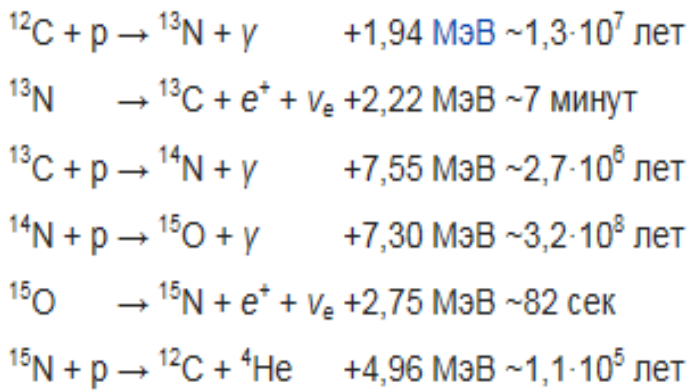 ¹²C + p → ¹³N + γ +1,94 МэВ ~1,3·10⁷ лет
¹³N → ¹³C + e⁺ + νₑ +2,22 МэВ ~7 минут
¹³C + p → ¹⁴N + γ +7,55 МэВ ~2,7·10⁶ лет
¹⁴N + p → ¹⁵O + γ +7,30 МэВ ~3,2·10⁸ лет
¹⁵O → ¹⁵N + e⁺ + νₑ +2,75 МэВ ~82 сек
¹⁵N + p → ¹²C + ⁴He +4,96 МэВ ~1,1·10⁵ лет